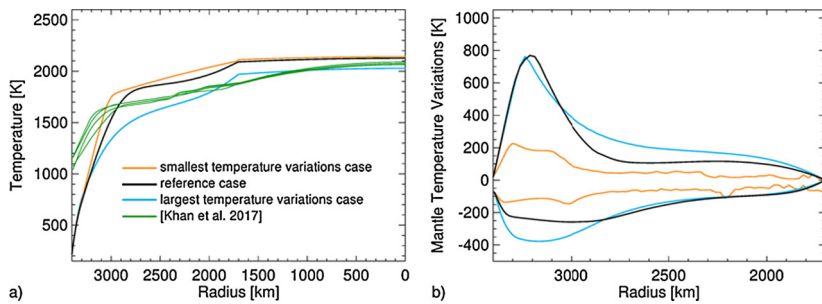 2500
2000
1500
1000
500
Temperature [K]
smallest temperature variations case
reference case
largest temperature variations case
[Khan et al. 2017]
3000 2500 2000 1500 1000 500 0
a)
Radius [km]
1000
800
600
400
200
0
-200
-400
Mantle Temperature Variations [K]
3000 2500 2000
b)
Radius [km]